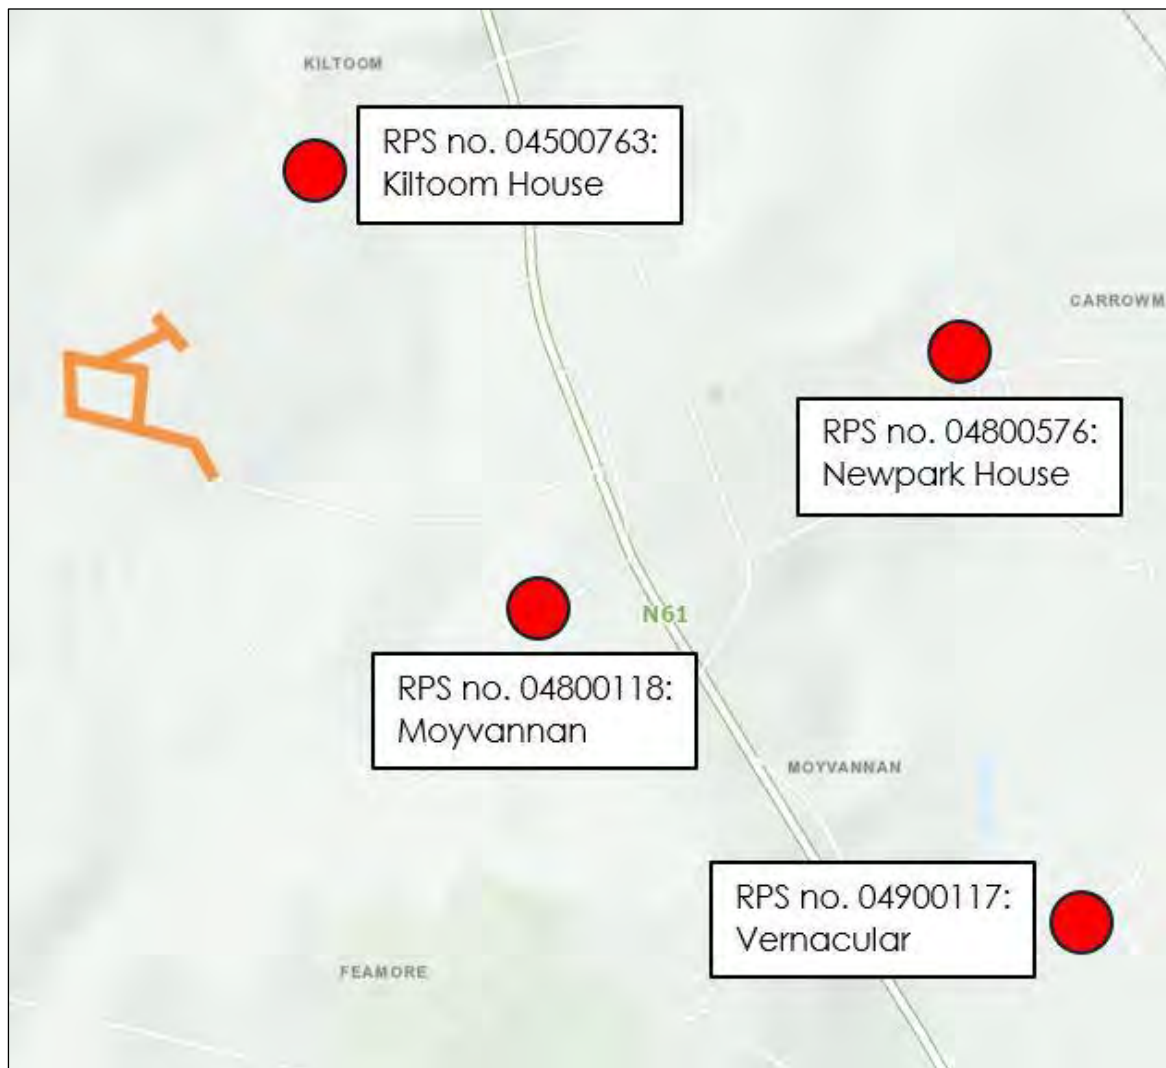 KILTOOM
RPS no. 04500763:
Kiltoom House
CARROWM
RPS no. 04800576:
Newpark House
N61
RPS no. 04800118:
Moyvannan
MOYVANNAN
RPS no. 04900117:
Vernacular
FEAMORE